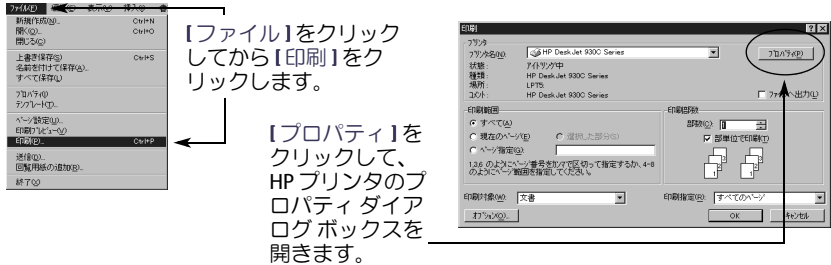 ファイル(F) 編集(E) 表示(V) 挿入(I)
新規作成(N)... Ctrl+N
開く(O)... Ctrl+O
閉じる(C)
上書き保存(S) Ctrl+S
名前を付けて保存(A)...
すべて保存(L)
プロパティ(I)
テンプレート(T)...
ページ設定(U)...
印刷プレビュー(V)
印刷(P)... Ctrl+P
送信(D)...
回覧用紙の追加(R)...
終了(X)
[ファイル]をクリック
してから[印刷]をク
リックします。
[プロパティ]を
クリックして、
HPプリンタのプ
ロパティ ダイア
ログ ボックスを
開きます。
印刷
プリンタ
プリンタ名(N): HP DeskJet 930C Series プロパティ(P)
状態: アイドリング中
種類: HP DeskJet 930C Series
場所: LPT5:
コメント: HP DeskJet 930C Series ファイルへ出力(L)
印刷範囲
すべて(A)
現在のページ(E) 選択した部分(S)
ページ指定(G):
1,3,6 のようにページ番号をカンマで区切って指定するか、4-8
のようにページ範囲を指定してください。
印刷部数
部数(C): 1
部単位で印刷(T)
印刷対象(W): 文書
印刷指定(R): すべてのページ
オプション(O)... OK キャンセル